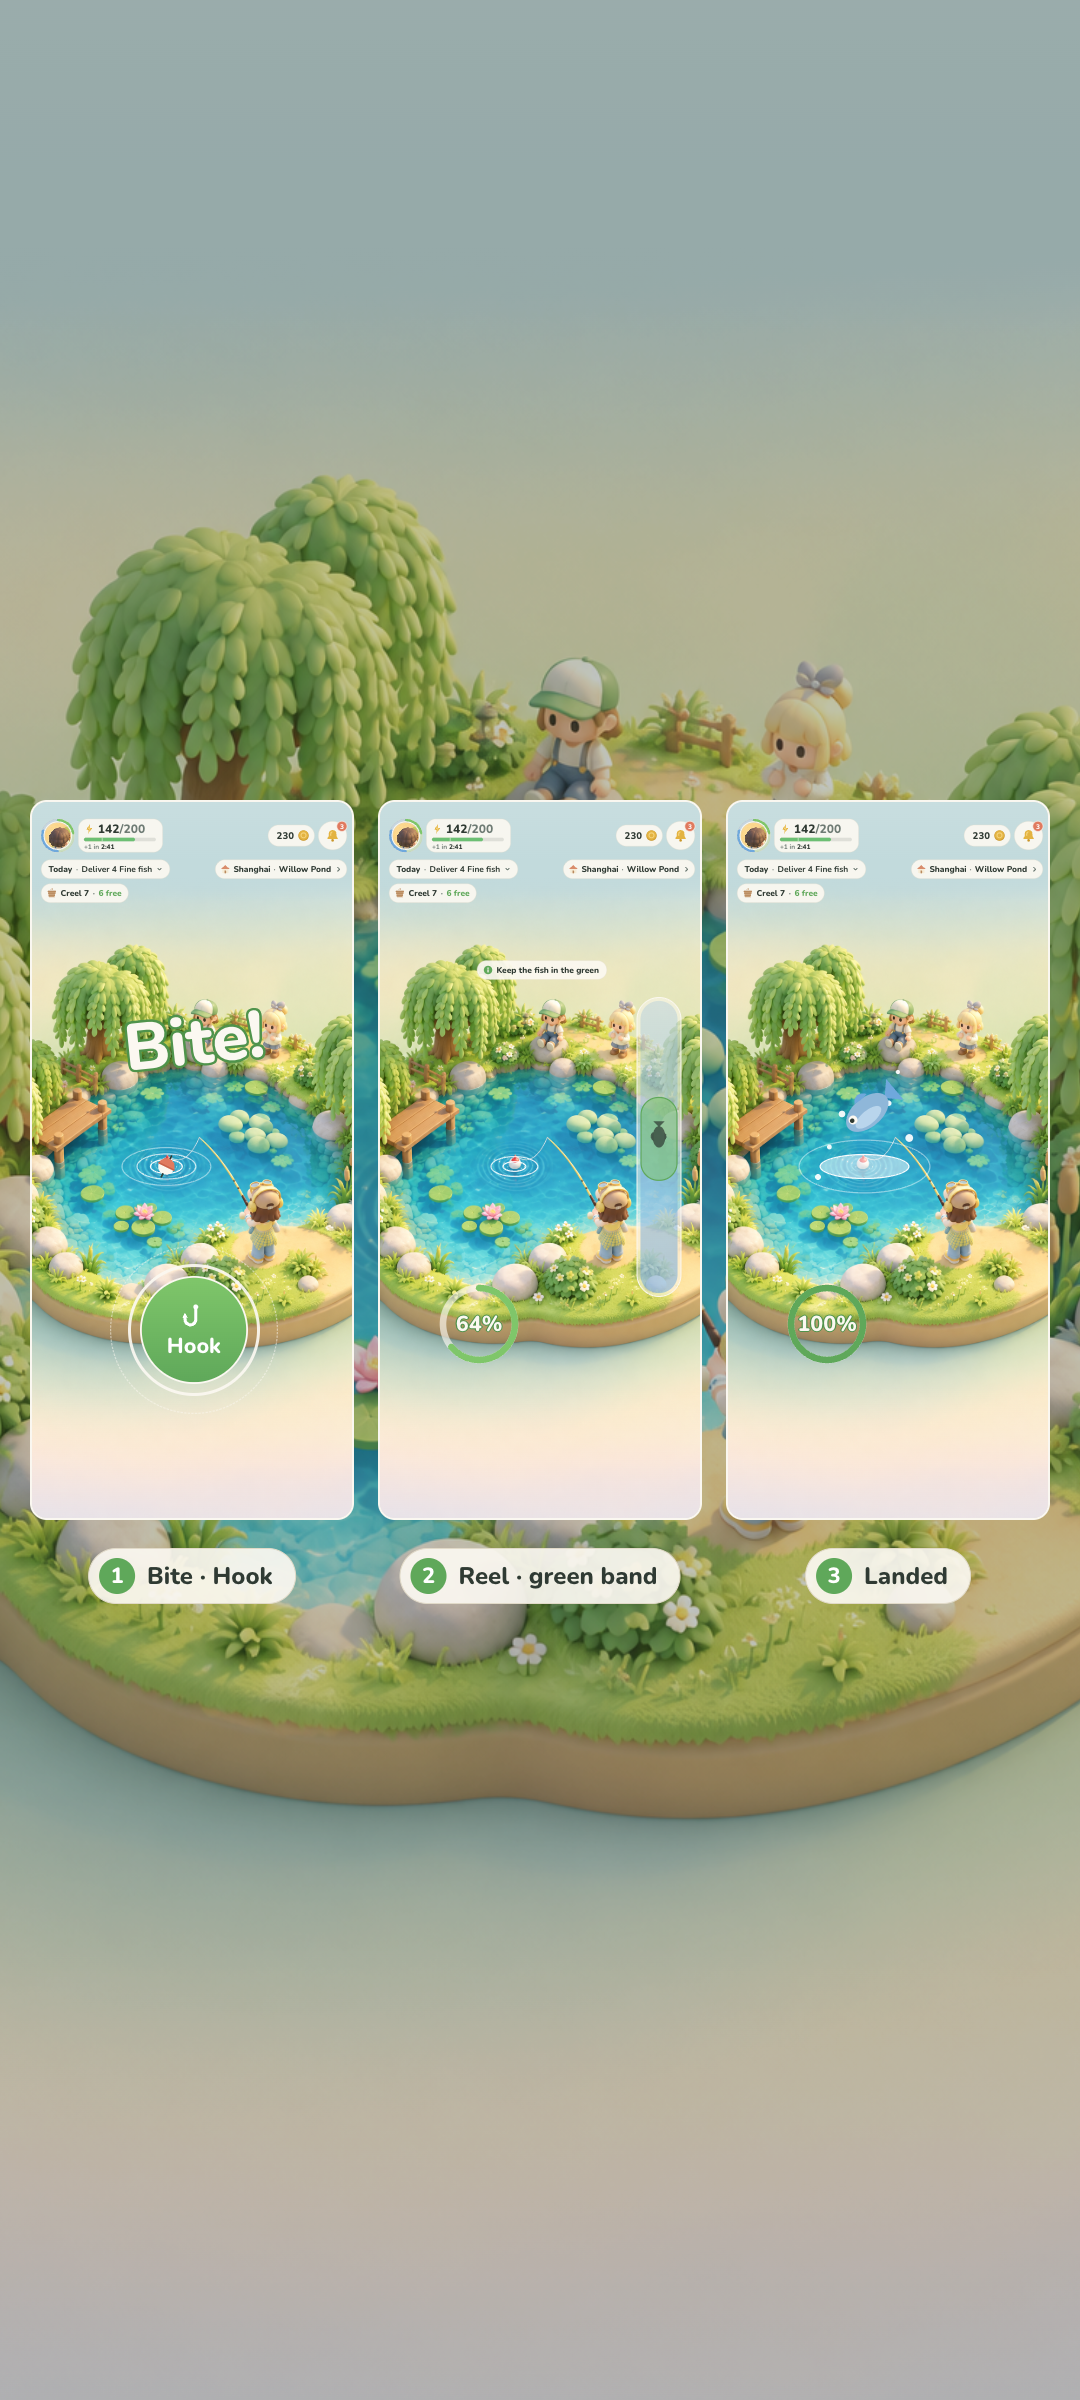 142/200
+1 in 2:41
230
3
Today · Deliver 4 Fine fish
Shanghai · Willow Pond
Creel 7 · 6 free
Bite!
Hook
142/200
+1 in 2:41
230
3
Today · Deliver 4 Fine fish
Shanghai · Willow Pond
Creel 7 · 6 free
Keep the fish in the green
64%
142/200
+1 in 2:41
230
3
Today · Deliver 4 Fine fish
Shanghai · Willow Pond
Creel 7 · 6 free
100%
1 Bite · Hook
2 Reel · green band
3 Landed